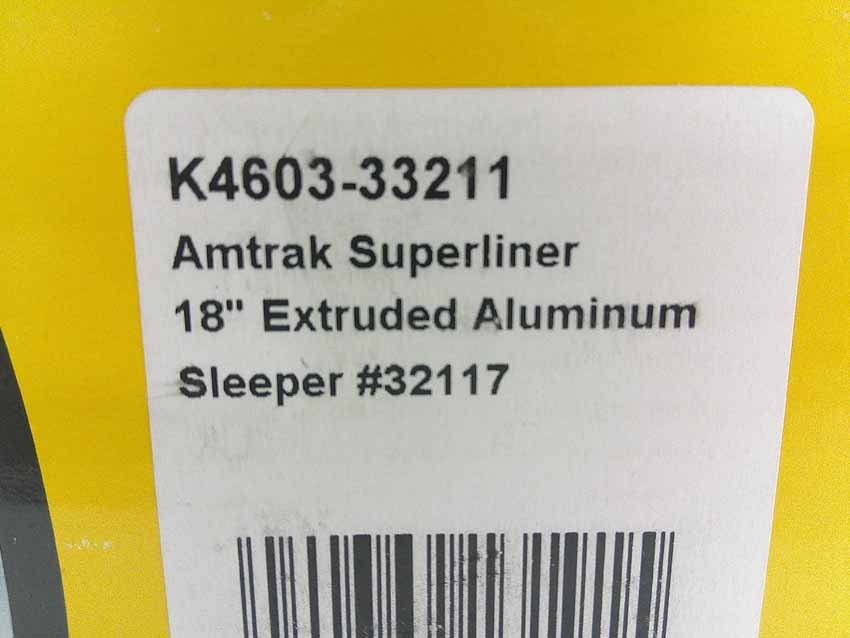 K4603-33211
Amtrak Superliner
18" Extruded Aluminum
Sleeper #32117